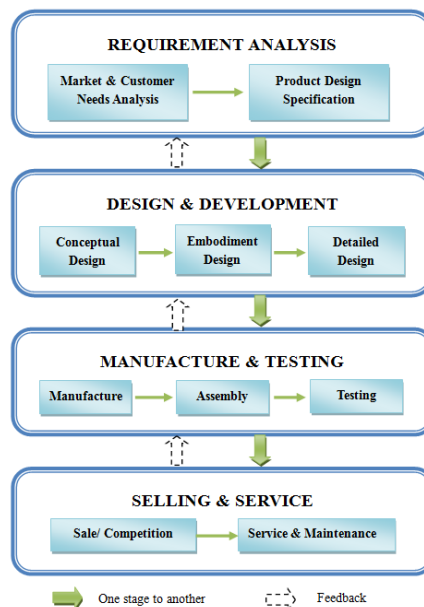 REQUIREMENT ANALYSIS
Market & Customer
Needs Analysis
Product Design
Specification
DESIGN & DEVELOPMENT
Conceptual
Design
Embodiment
Design
Detailed
Design
MANUFACTURE & TESTING
Manufacture
Assembly
Testing
SELLING & SERVICE
Sale/ Competition
Service & Maintenance
One stage to another
Feedback